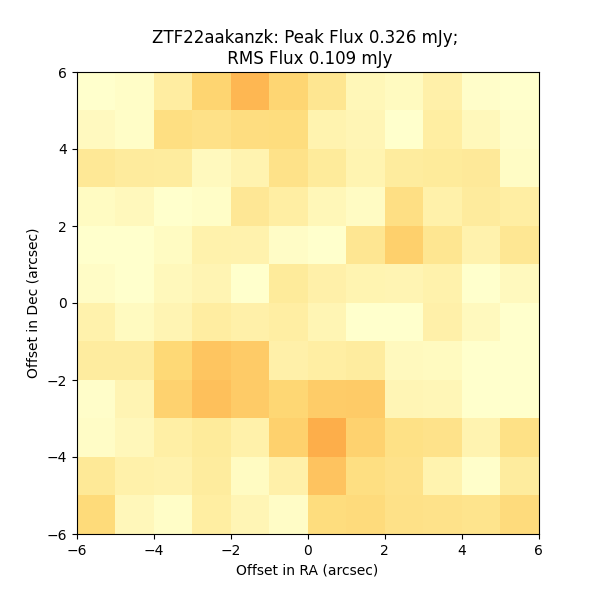 ZTF22aakanzk: Peak Flux 0.326 mJy;
RMS Flux 0.109 mJy
6
4
2
0
−2
−4
−6
Offset in Dec (arcsec)
−6 −4 −2 0 2 4 6
Offset in RA (arcsec)